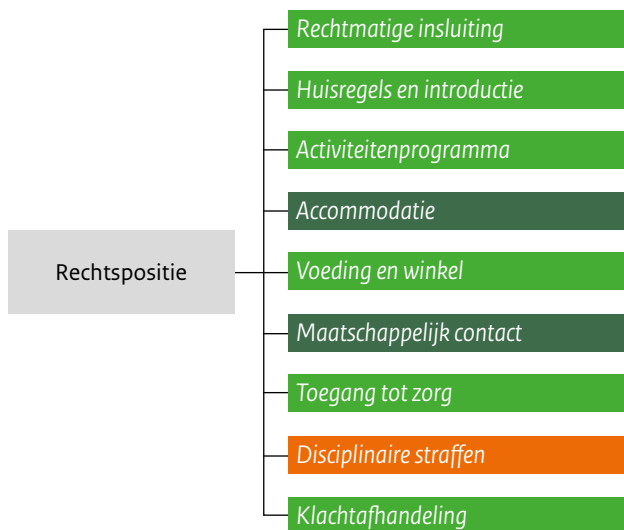 Rechtmatige insluiting
Huisregels en introductie
Activiteitenprogramma
Accommodatie
Rechtspositie
Voeding en winkel
Maatschappelijk contact
Toegang tot zorg
Disciplinaire straffen
Klachtafhandeling